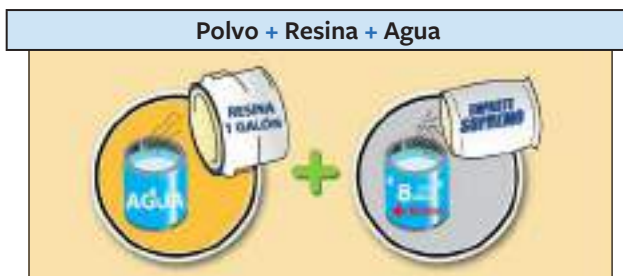 Polvo + Resina + Agua
RESINA
1 GALÓN
AGUA
EMPASTE
SUPREMO
B